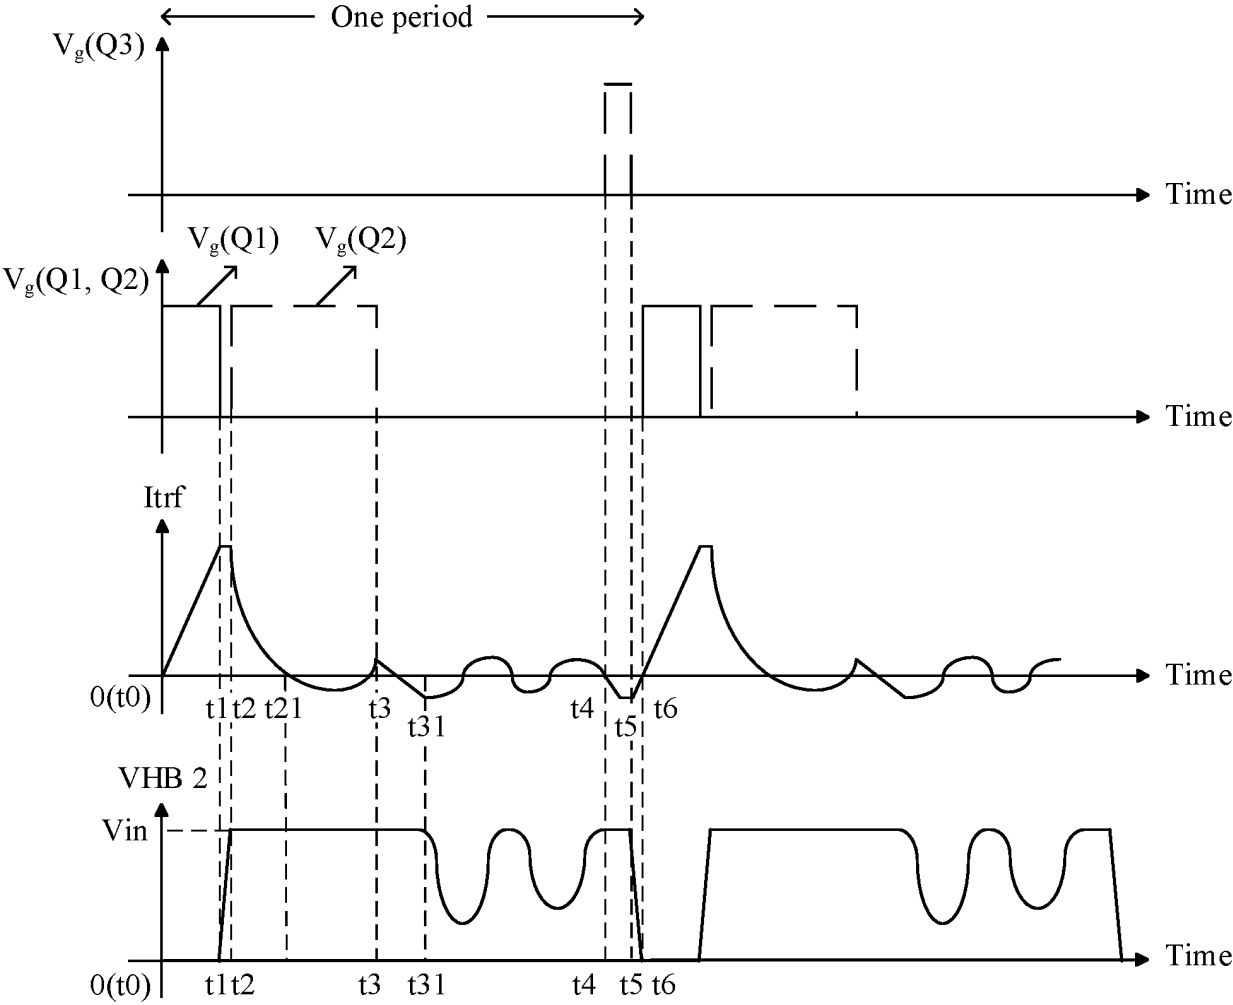 One period
Vg(Q3)
Time
Vg(Q1) Vg(Q2)
Vg(Q1, Q2)
Time
Itrf
Time
0(t0) t1 t2 t21 t3 t31 t4 t5 t6
VHB 2
Vin
Time
0(t0) t1 t2 t3 t31 t4 t5 t6